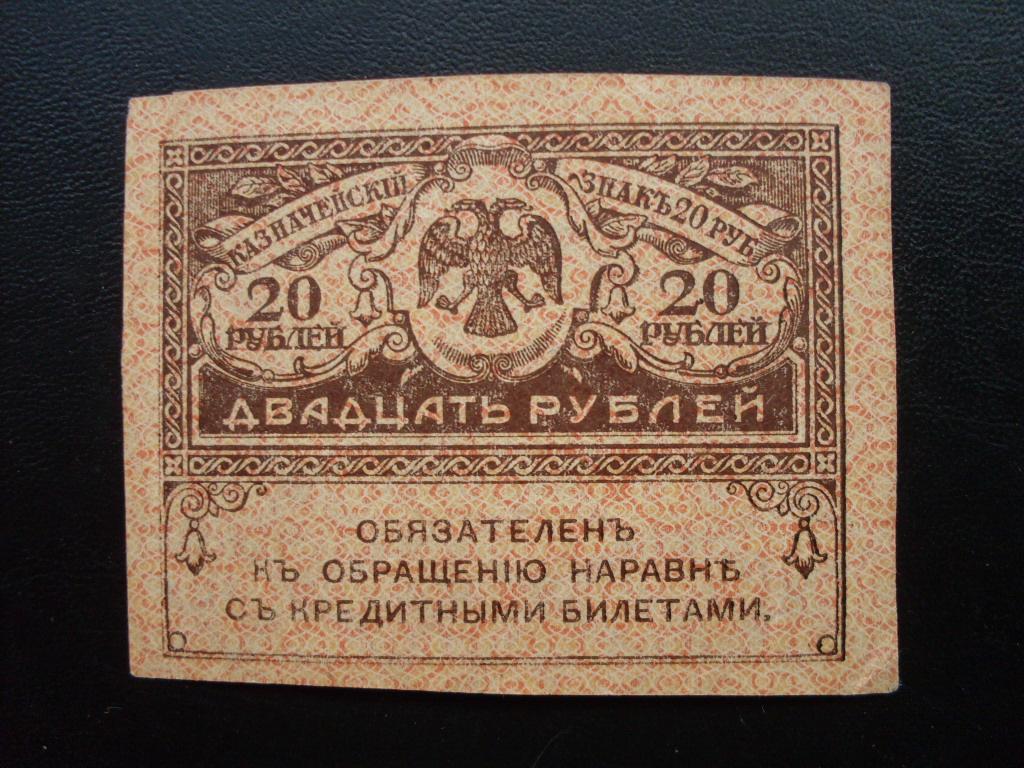 КАЗНАЧЕЙСКІЙ
ЗНАКЪ 20 РУБ.
20
РУБЛЕЙ
20
РУБЛЕЙ
ДВАДЦАТЬ РУБЛЕЙ
ОБЯЗАТЕЛЕНЪ
КЪ ОБРАЩЕНІЮ НАРАВНѢ
СЪ КРЕДИТНЫМИ БИЛЕТАМИ.